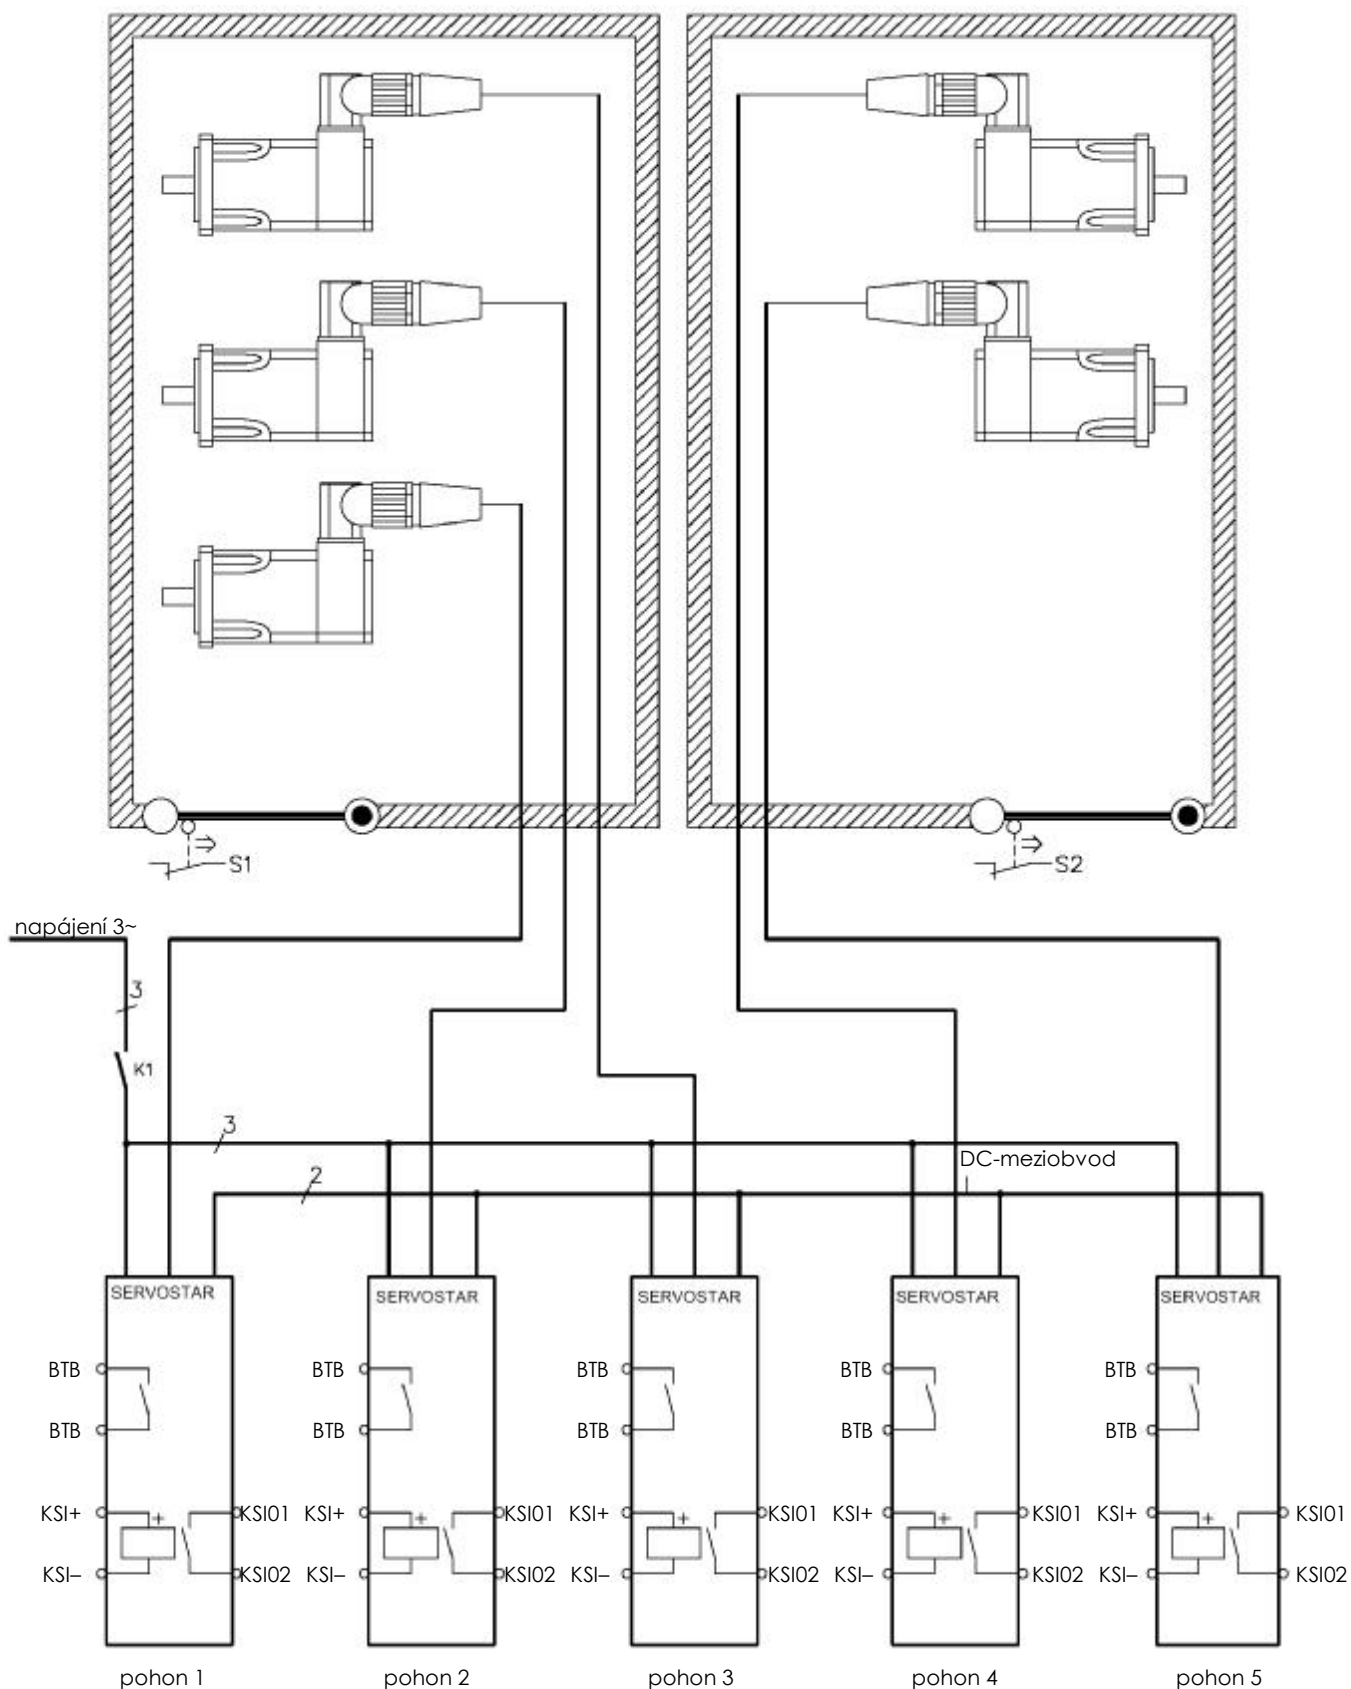 S1
S2
napájení 3~
3
K1
3
DC-meziobvod
2
SERVOSTAR SERVOSTAR SERVOSTAR SERVOSTAR SERVOSTAR
BTB BTB BTB BTB BTB
BTB BTB BTB BTB BTB
KSI+ + KSI01 KSI+ + KSI01 KSI+ + KSI01 KSI+ + KSI01 KSI+ + KSI01
KSI– KSI02 KSI– KSI02 KSI– KSI02 KSI– KSI02 KSI– KSI02
pohon 1 pohon 2 pohon 3 pohon 4 pohon 5